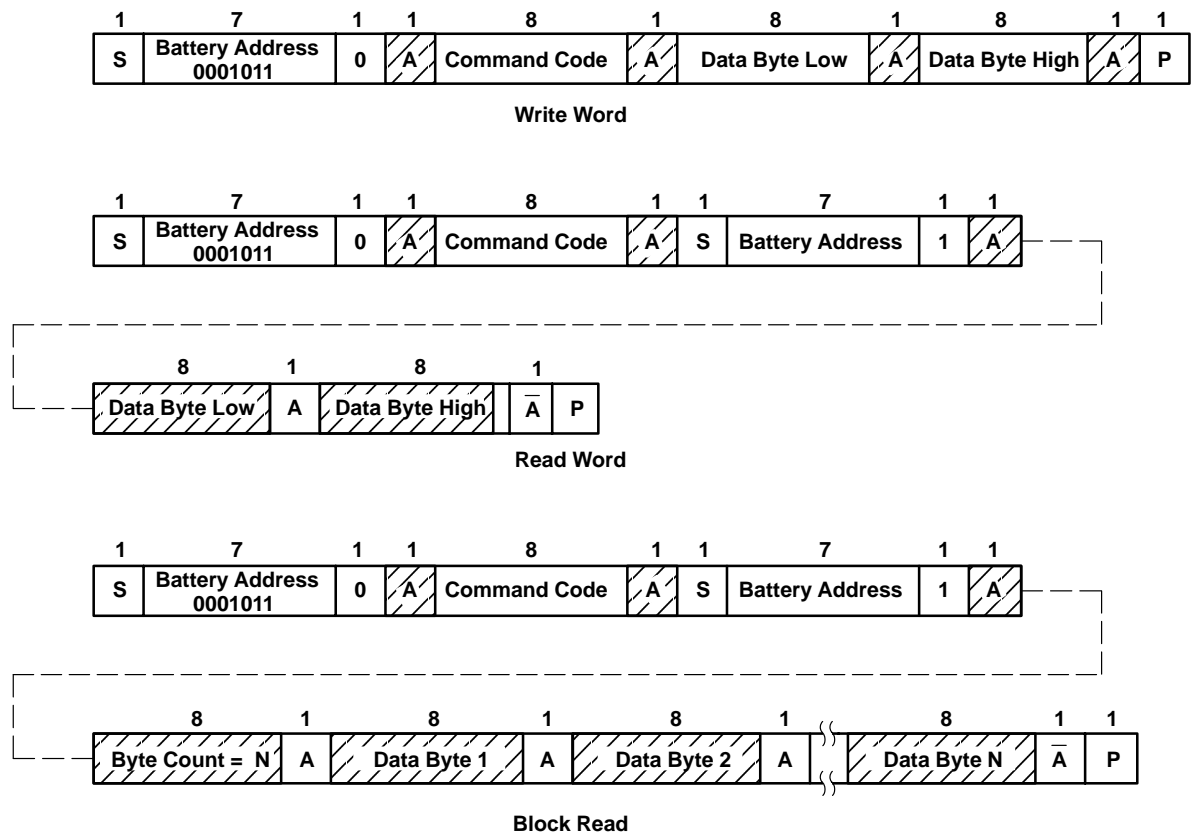 1 7 1 1 8 1 8 1 8 1 1
S Battery Address 0 A Command Code A Data Byte Low A Data Byte High A P
0001011
Write Word
1 7 1 1 8 1 1 7 1 1
S Battery Address 0 A Command Code A S Battery Address 1 A
0001011
8 1 8 1
Data Byte Low A Data Byte High A̅ P
Read Word
1 7 1 1 8 1 1 7 1 1
S Battery Address 0 A Command Code A S Battery Address 1 A
0001011
8 1 8 1 8 1 8 1 1
Byte Count = N A Data Byte 1 A Data Byte 2 A Data Byte N A̅ P
Block Read